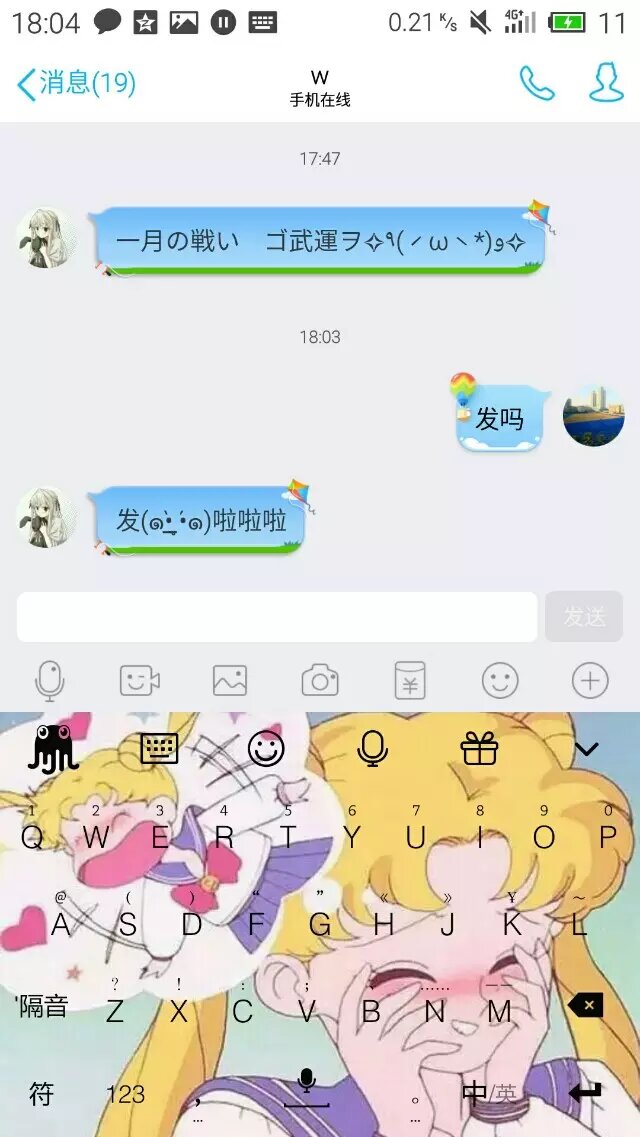 18:04 0.21 K/s 4G+ 11
消息(19) W
手机在线
17:47
一月の戦い　ゴ武運ヲ✧٩(ˊωˋ*)و✧
18:03
发吗
发(๑•̀_•́๑)啦啦啦
发送
1 2 3 4 5 6 7 8 9 0
Q W E R T Y U I O P
@ ( ) “ ” 《 》 ¥ ~
A S D F G H J K L
? ! : ; 、 …… ——
'隔音 Z X C V B N M
符 123 , 。 中/英
... ...